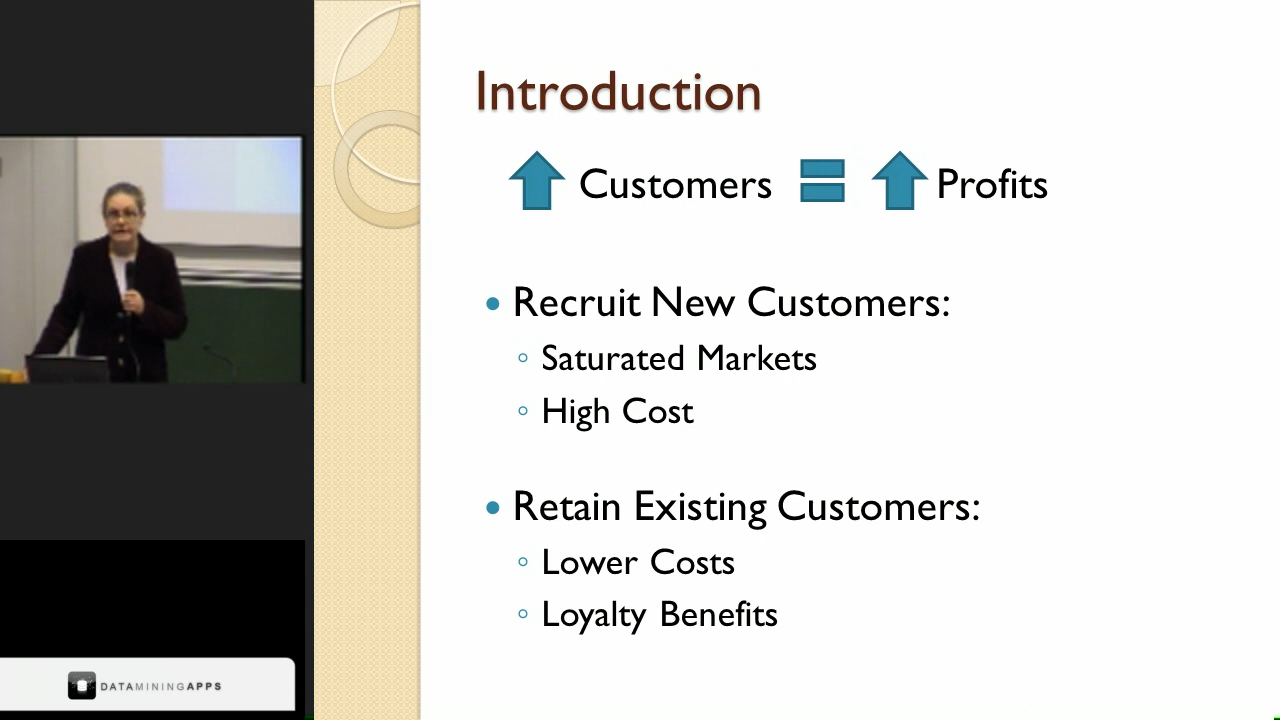 Introduction
Customers Profits
Recruit New Customers:
Saturated Markets
High Cost
Retain Existing Customers:
Lower Costs
Loyalty Benefits
DATAMININGAPPS